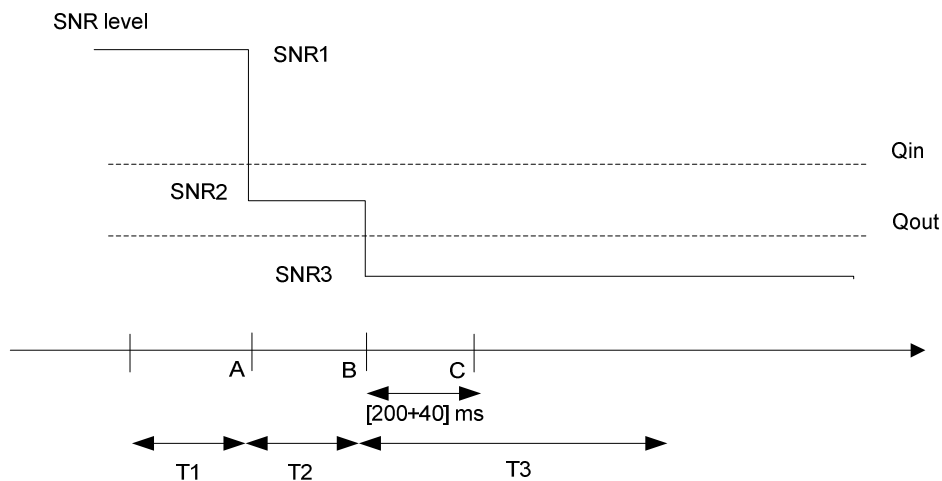 SNR level
SNR1
Qin
SNR2
Qout
SNR3
A
B
C
[200+40] ms
T1
T2
T3